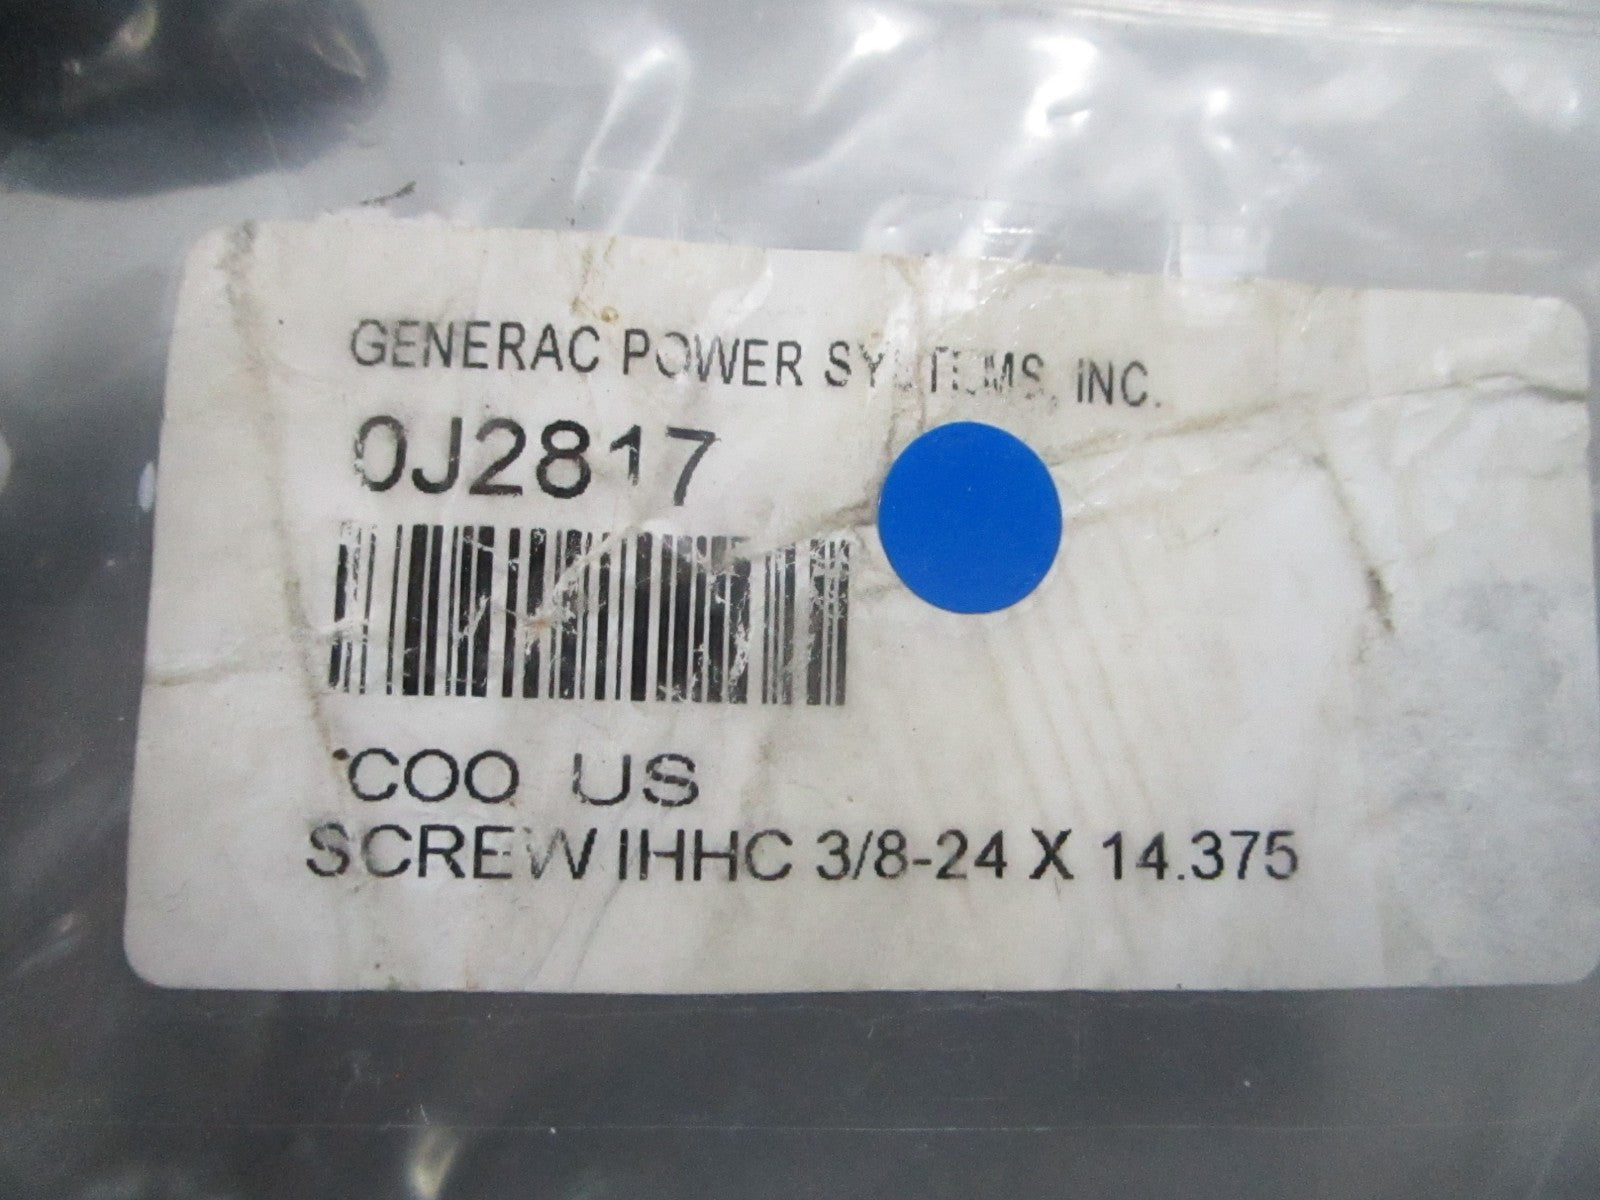 GENERAC POWER SYSTEMS, INC.
0J2817
COO US
SCREW IHHC 3/8-24 X 14.375